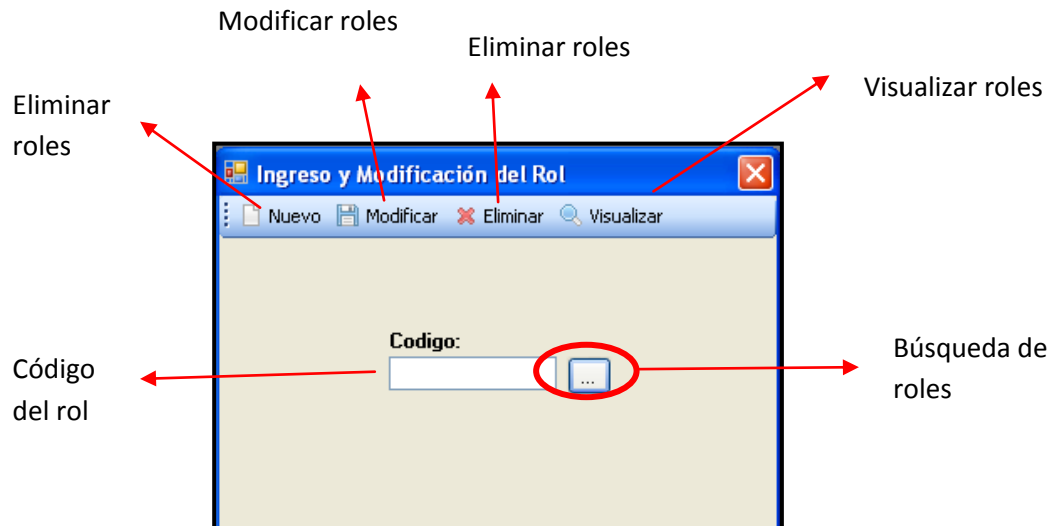 Modificar roles
Eliminar roles
Visualizar roles
Eliminar
roles
Ingreso y Modificación del Rol
Nuevo Modificar Eliminar Visualizar
Codigo:
...
Código
del rol
Búsqueda de
roles